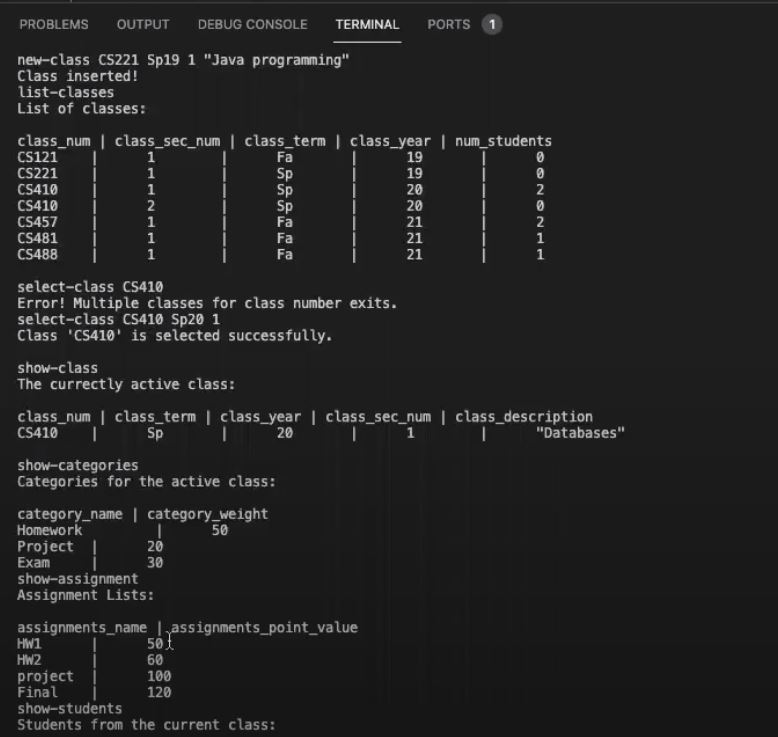 PROBLEMS OUTPUT DEBUG CONSOLE TERMINAL PORTS 1
new-class CS221 Sp19 1 "Java programming"
Class inserted!
list-classes
List of classes:
class_num | class_sec_num | class_term | class_year | num_students
CS121 | 1 | Fa | 19 | 0
CS221 | 1 | Sp | 19 | 0
CS410 | 1 | Sp | 20 | 2
CS410 | 2 | Sp | 20 | 0
CS457 | 1 | Fa | 21 | 2
CS481 | 1 | Fa | 21 | 1
CS488 | 1 | Fa | 21 | 1
select-class CS410
Error! Multiple classes for class number exits.
select-class CS410 Sp20 1
Class 'CS410' is selected successfully.
show-class
The currectly active class:
class_num | class_term | class_year | class_sec_num | class_description
CS410 | Sp | 20 | 1 | "Databases"
show-categories
Categories for the active class:
category_name | category_weight
Homework | 50
Project | 20
Exam | 30
show-assignment
Assignment Lists:
assignments_name | assignments_point_value
HW1 | 50
HW2 | 60
project | 100
Final | 120
show-students
Students from the current class: